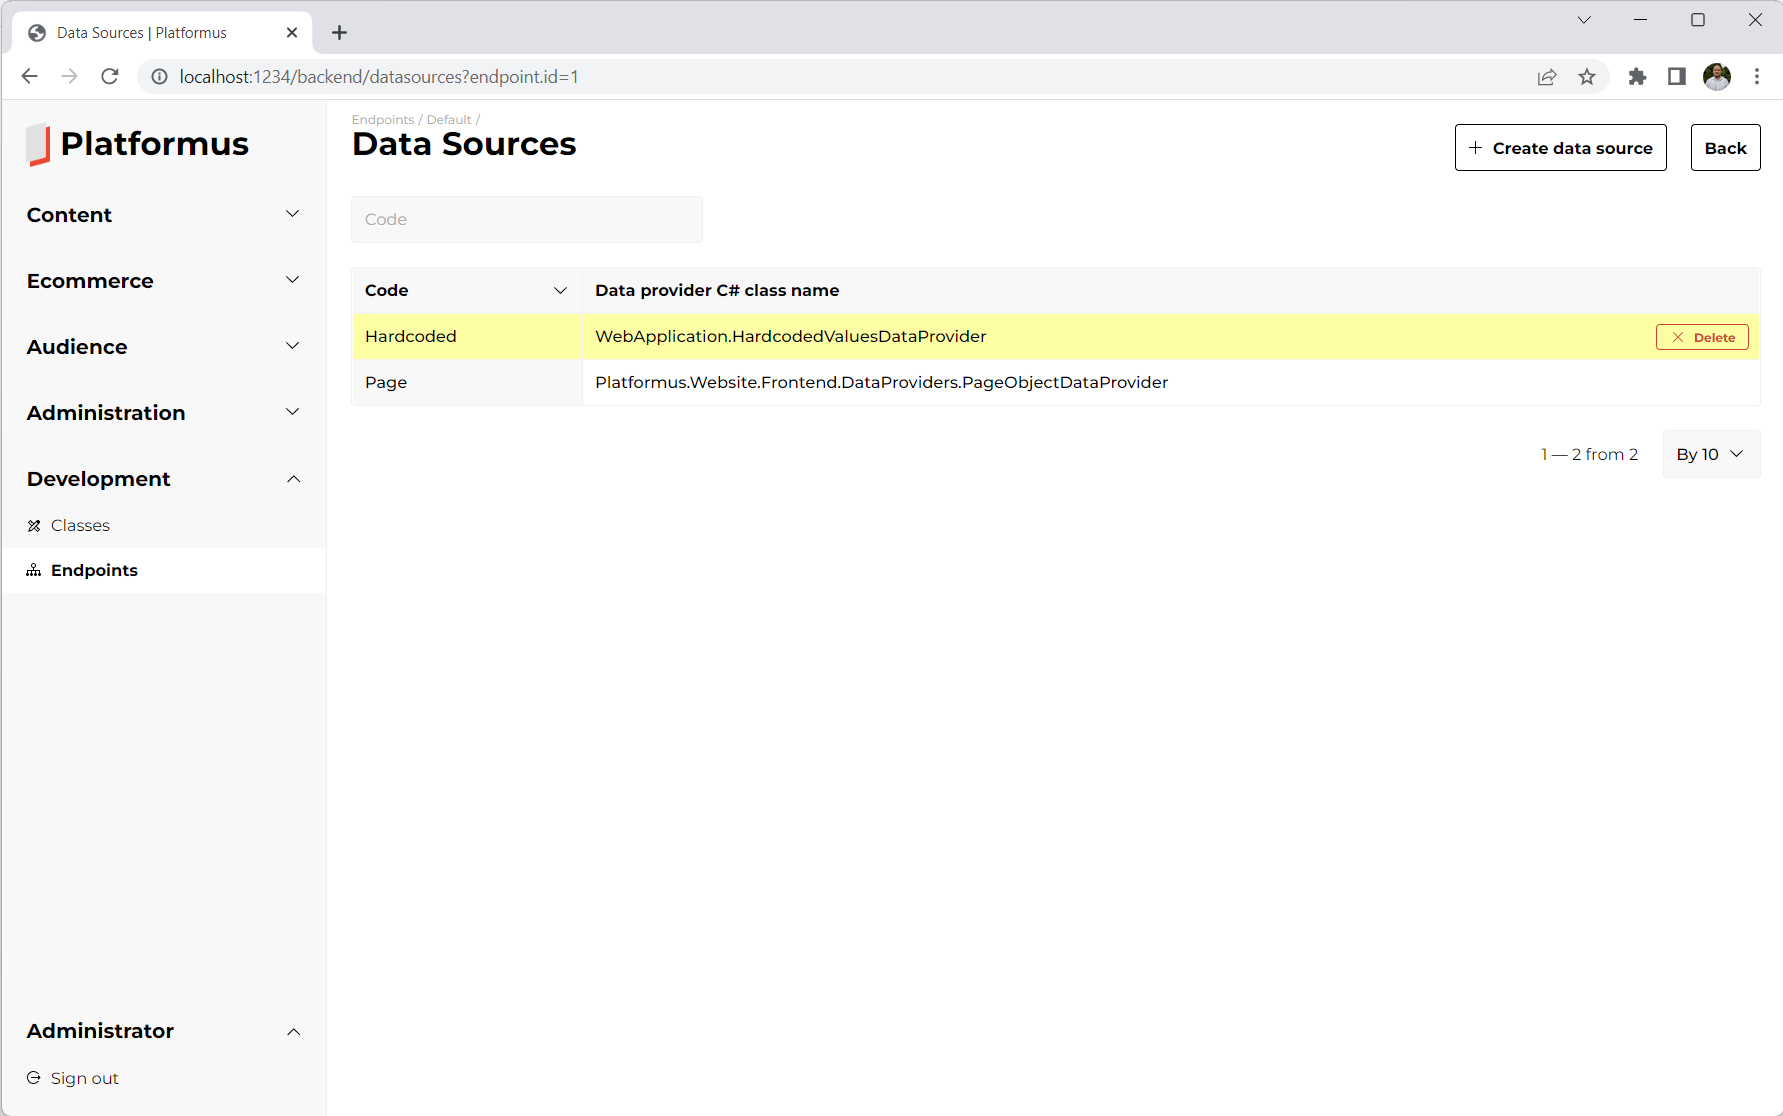 Data Sources | Platformus
localhost:1234/backend/datasources?endpoint.id=1
Platformus
Content
Ecommerce
Audience
Administration
Development
Classes
Endpoints
Administrator
Sign out
Endpoints / Default /
Data Sources
Create data source
Back
Code
Code
Data provider C# class name
Hardcoded
WebApplication.HardcodedValuesDataProvider
Delete
Page
Platformus.Website.Frontend.DataProviders.PageObjectDataProvider
1 — 2 from 2
By 10